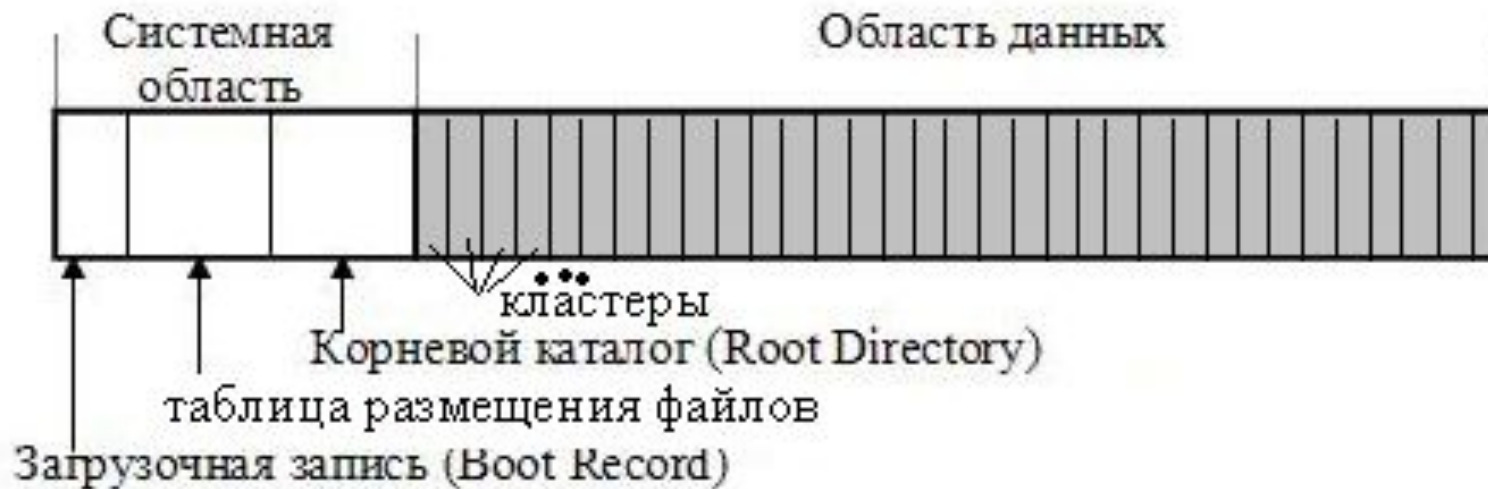 Системная
область
Область данных
кластеры
Корневой каталог (Root Directory)
таблица размещения файлов
Загрузочная запись (Boot Record)